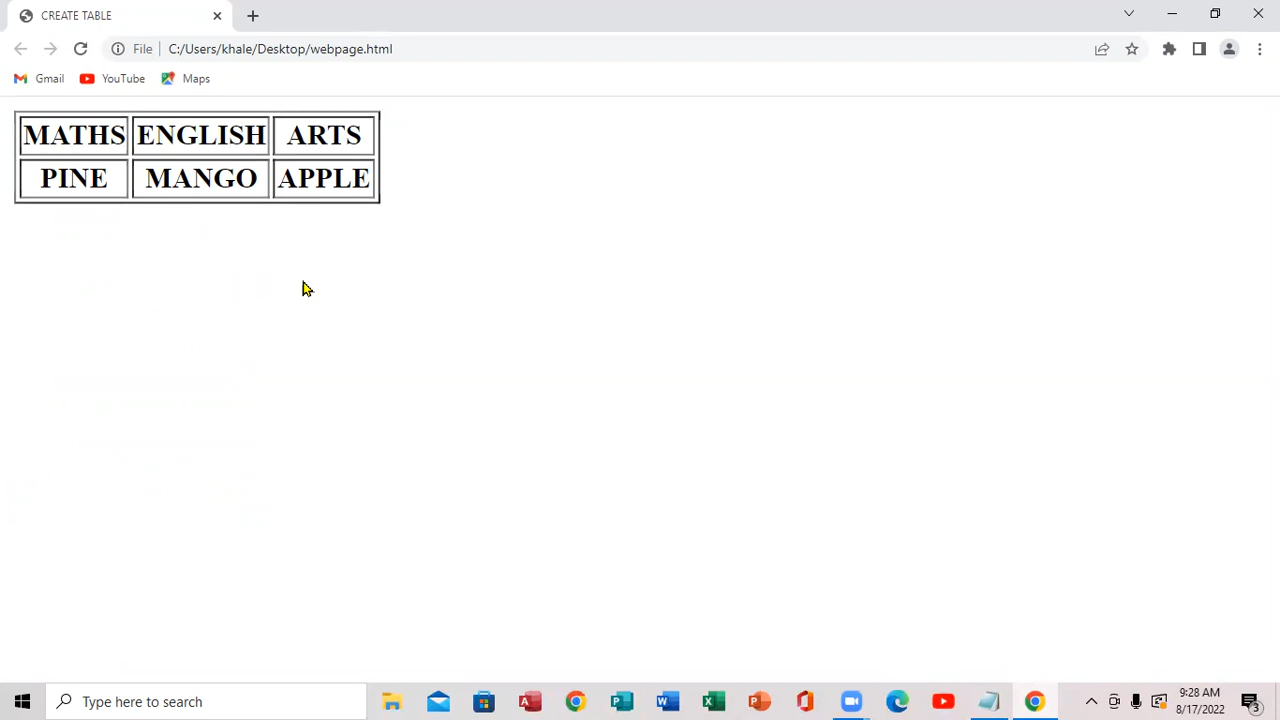 CREATE TABLE
File C:/Users/khale/Desktop/webpage.html
Gmail YouTube Maps
MATHS ENGLISH ARTS
PINE MANGO APPLE
Type here to search
9:28 AM
8/17/2022
3